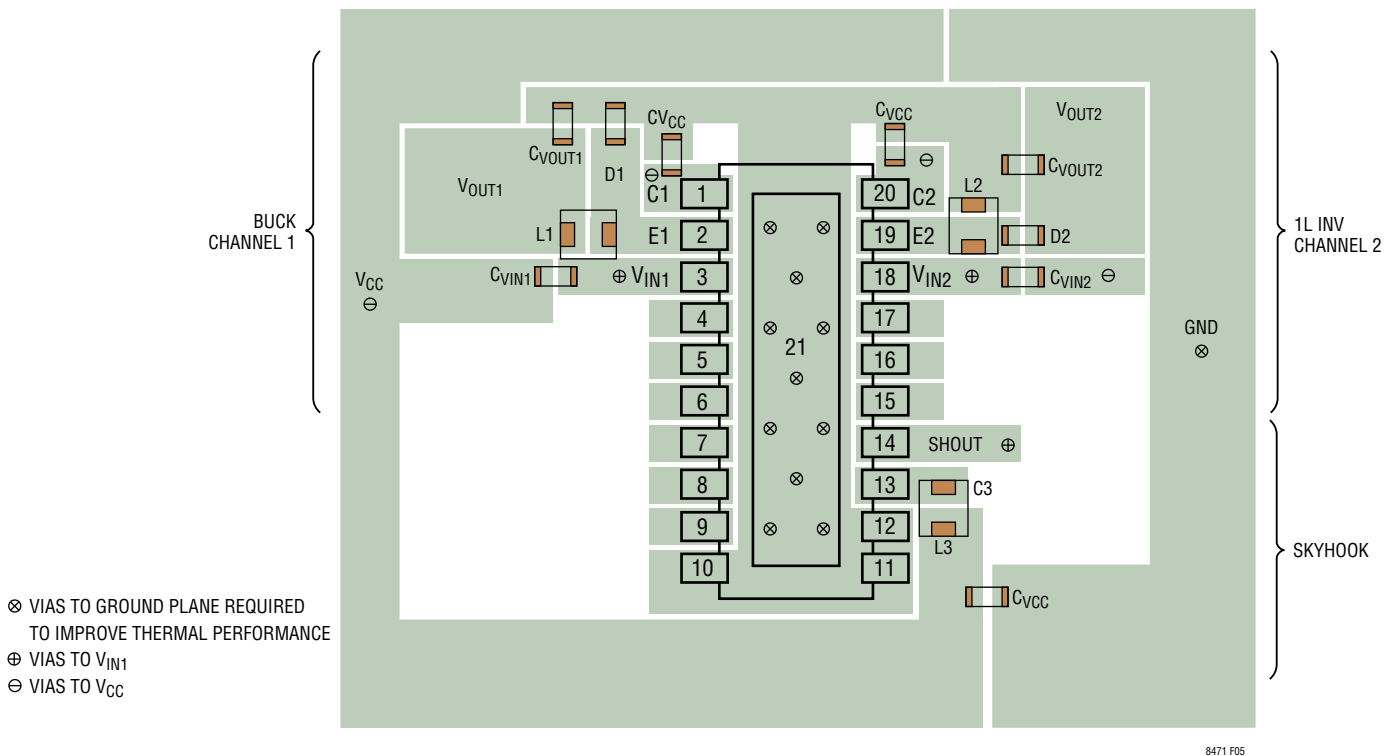 BUCK
CHANNEL 1
1L INV
CHANNEL 2
SKYHOOK
VOUT1
CVOUT1
D1
CVCC
CVCC
VOUT2
CVOUT2
L2
D2
L1
C1
E1
C2
E2
CVIN1
VIN1
VIN2
CVIN2
VCC
GND
1
2
3
4
5
6
7
8
9
10
21
20
19
18
17
16
15
14
13
12
11
SHOUT
C3
L3
CVCC
⊗ VIAS TO GROUND PLANE REQUIRED
TO IMPROVE THERMAL PERFORMANCE
⊕ VIAS TO VIN1
⊖ VIAS TO VCC
8471 F05